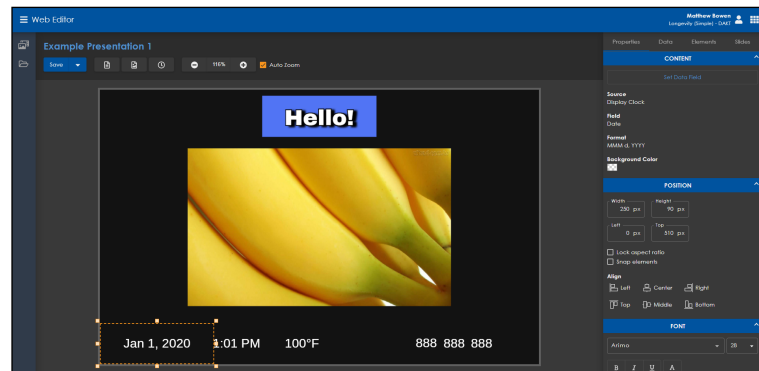 Web Editor
Matthew Bowen
Longevity (Simple) - DAKT
Example Presentation 1
Save
116%
Auto Zoom
Hello!
Jan 1, 2020
1:01 PM
100°F
888 888 888
Properties Data Elements Slides
CONTENT
Set Data Field
Source
Display Clock
Field
Date
Format
MMM d, YYYY
Background Color
POSITION
Width
250 px
Height
90 px
Left
0 px
Top
510 px
Lock aspect ratio
Snap elements
Align
Left Center Right
Top Middle Bottom
FONT
Arimo
28
B I U A